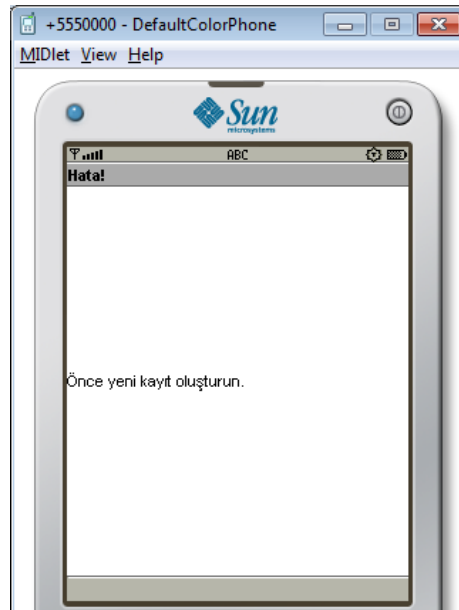 +5550000 - DefaultColorPhone
MIDlet View Help
Sun
microsystems
ABC
Hata!
Önce yeni kayıt oluşturun.